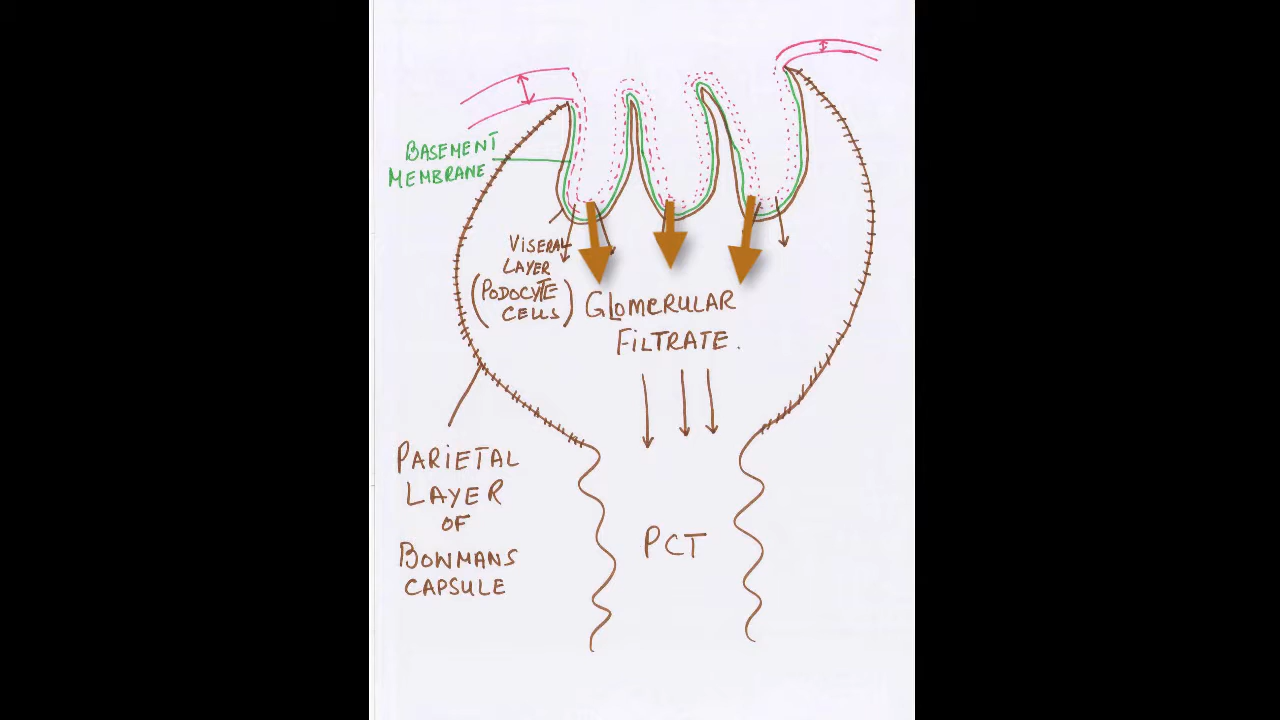 BASEMENT
MEMBRANE
VISERAL
LAYER
(PODOCYTE
CELLS)
GLOMERULAR
FILTRATE.
PARIETAL
LAYER
OF
BOWMANS
CAPSULE
PCT